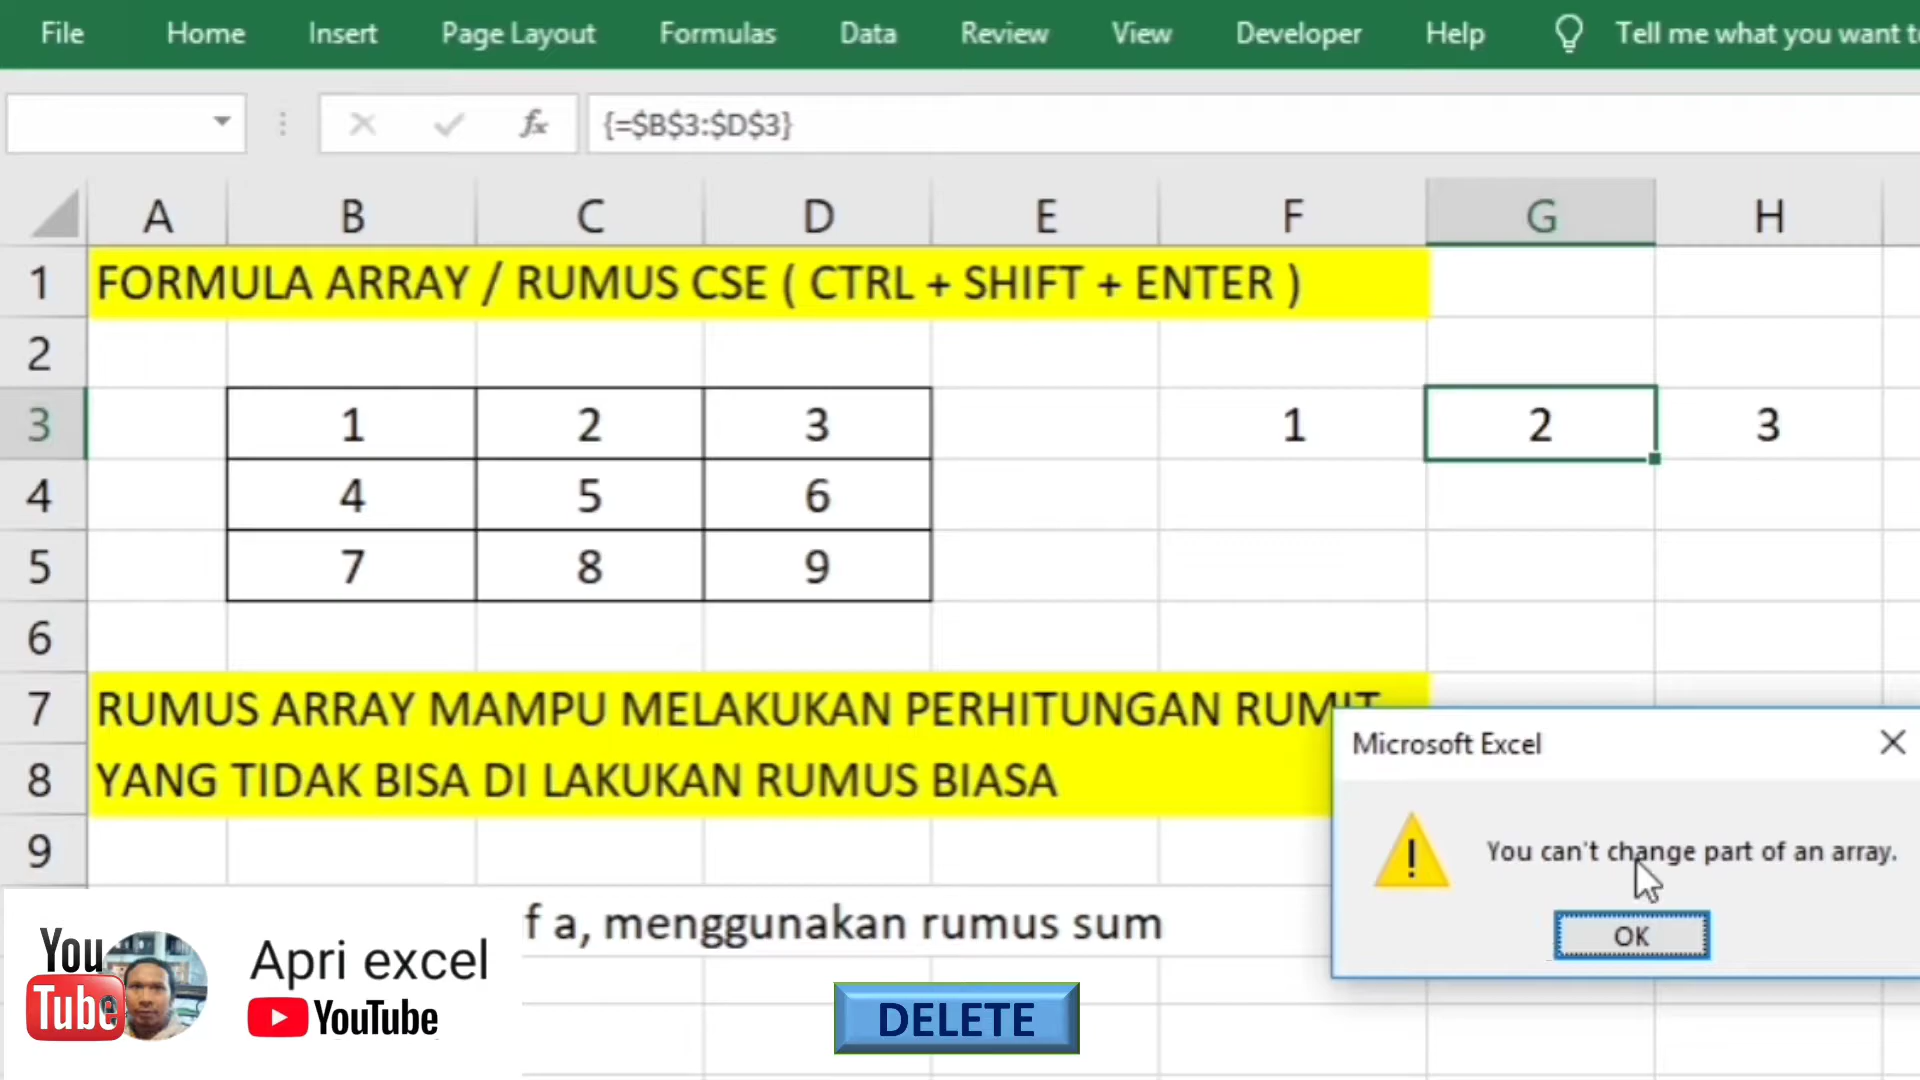 File Home Insert Page Layout Formulas Data Review View Developer Help Tell me what you want t
fx {=$B$3:$D$3}
A B C D E F G H
1 FORMULA ARRAY / RUMUS CSE ( CTRL + SHIFT + ENTER )
2
3 1 2 3 1 2 3
4 4 5 6
5 7 8 9
6
7 RUMUS ARRAY MAMPU MELAKUKAN PERHITUNGAN RUMIT
8 YANG TIDAK BISA DI LAKUKAN RUMUS BIASA
9
Microsoft Excel
You can't change part of an array.
OK
f a, menggunakan rumus sum
You
Tube
Apri excel
YouTube
DELETE